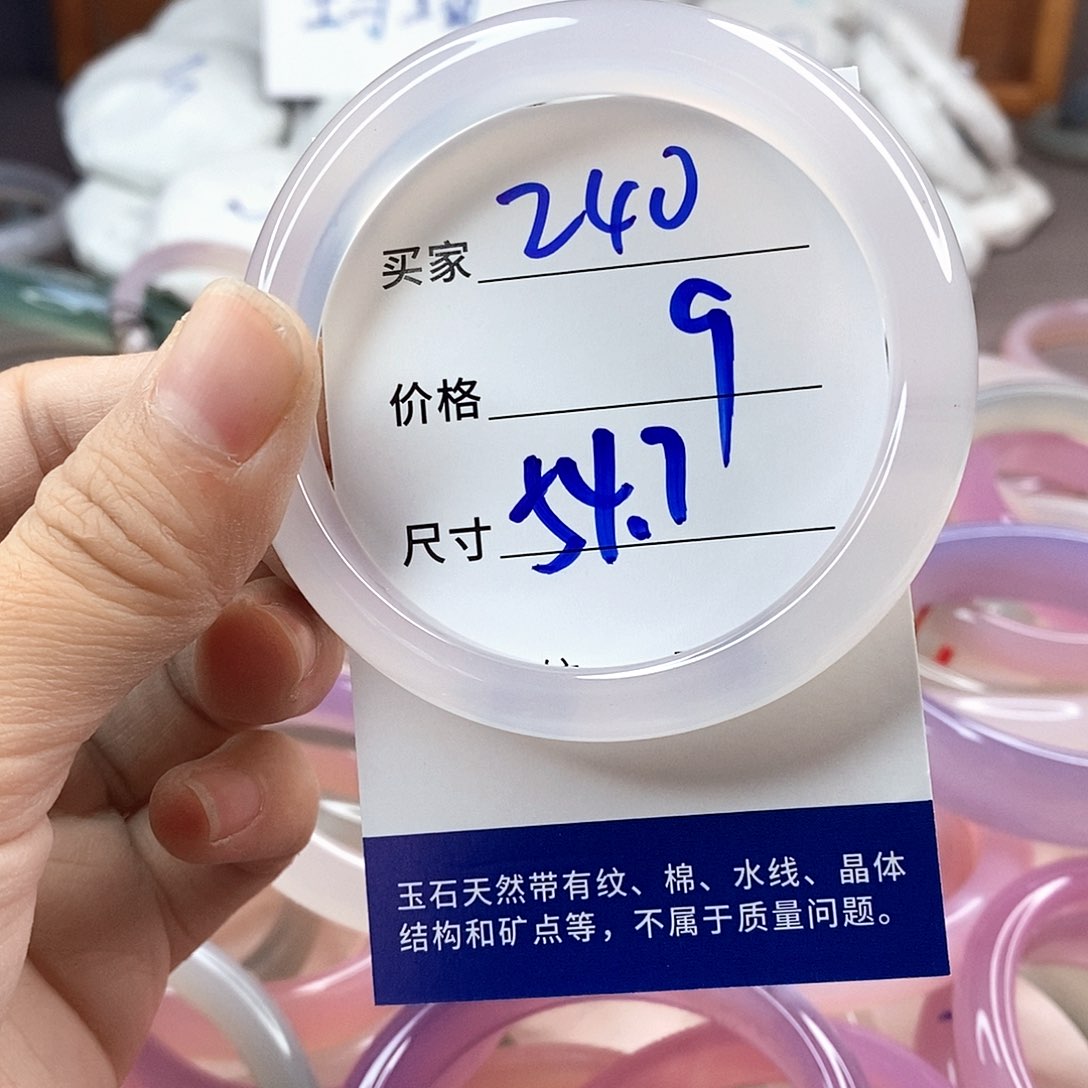 买家 240
价格 9
尺寸 54.7
玉石天然带有纹、棉、水线、晶体
结构和矿点等，不属于质量问题。